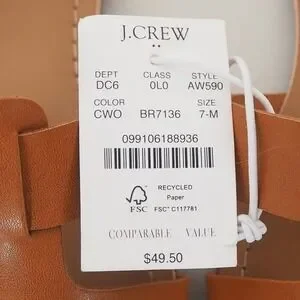 J.CREW
DEPT CLASS STYLE
DC6 0L0 AW590
COLOR SIZE
CWO BR7136 7-M
099106188936
RECYCLED
Paper
FSC
FSC® C117781
COMPARABLE VALUE
$49.50